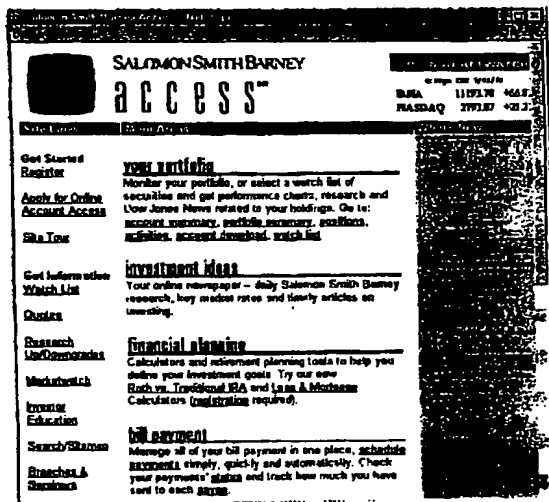 SALOMON SMITH BARNEY
access
DJIA 11193.70
NASDAQ 2793.07
Get Started
Register
Apply for Online
Account Access
Site Tour
Get Information
Watch List
Quotes
Research
Up/Downgrades
Marketwatch
Investor
Education
Search/Sitemap
Branches &
Seminars
your portfolio
Monitor your portfolio, or select a watch list of
securities and get performance charts, research and
Dow Jones News related to your holdings. Go to:
account summary, portfolio summary, positions,
activities, account download, watch list
investment ideas
Your online newspaper – daily Salomon Smith Barney
research, key market rates and timely articles on
investing.
financial planning
Calculators and retirement planning tools to help you
define your investment goals. Try our new
Roth vs. Traditional IRA and Loan & Mortgage
Calculators (registration required).
bill payment
Manage all of your bill payment in one place, schedule
payments simply, quickly and automatically. Check
your payments' status and track how much you have
sent to each payee.